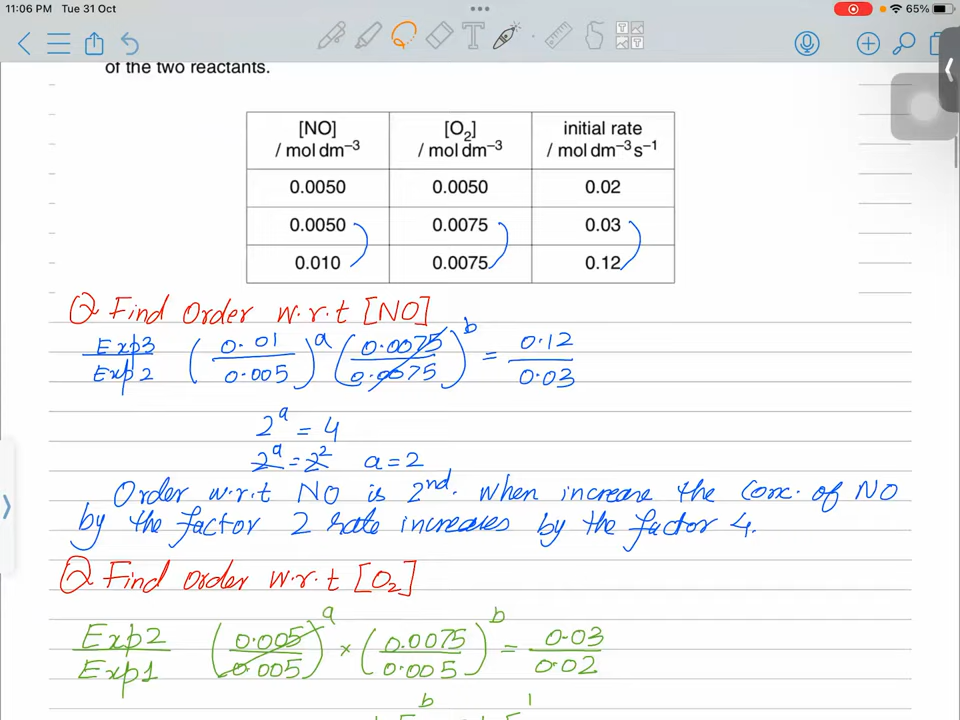 11:06 PM Tue 31 Oct
65%
of the two reactants.
[NO] / mol dm⁻³ [O₂] / mol dm⁻³ initial rate / mol dm⁻³ s⁻¹
0.0050 0.0050 0.02
0.0050 0.0075 0.03
0.010 0.0075 0.12
Q Find Order w.r.t [NO]
Exp3/Exp2 (0.01/0.005)ᵃ (0.0075/0.0075)ᵇ = 0.12/0.03
2ᵃ = 4
2ᵃ = 2² a = 2
Order w.r.t NO is 2nd. When increase the Conc. of NO
by the factor 2 rate increases by the factor 4.
Q Find Order w.r.t [O₂]
Exp2/Exp1 (0.005/0.005)ᵃ × (0.0075/0.005)ᵇ = 0.03/0.02